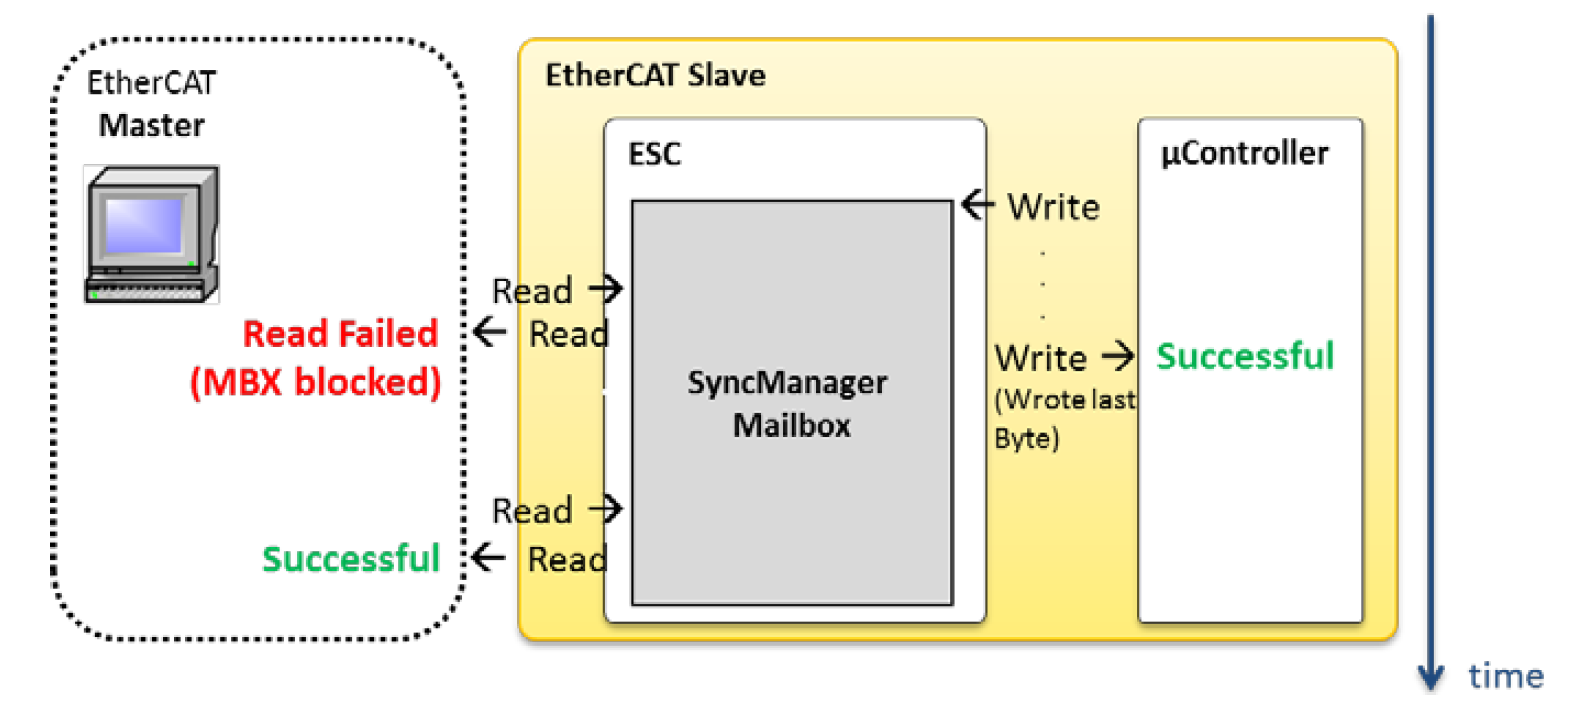 EtherCAT
Master
EtherCAT Slave
ESC
µController
← Write
.
.
.
Read →
Read Failed
(MBX blocked)
← Read
Write →
(Wrote last
Byte)
Successful
SyncManager
Mailbox
Read →
Successful
← Read
time